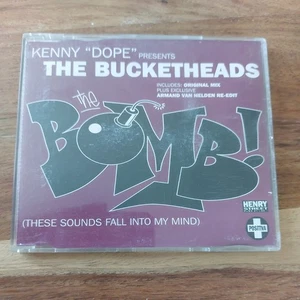 KENNY "DOPE" PRESENTS
THE BUCKETHEADS
INCLUDES: ORIGINAL MIX
PLUS EXCLUSIVE
ARMAND VAN HELDEN RE-EDIT
the
BOMB!
(THESE SOUNDS FALL INTO MY MIND)
HENRY
STREET
POSITIVA